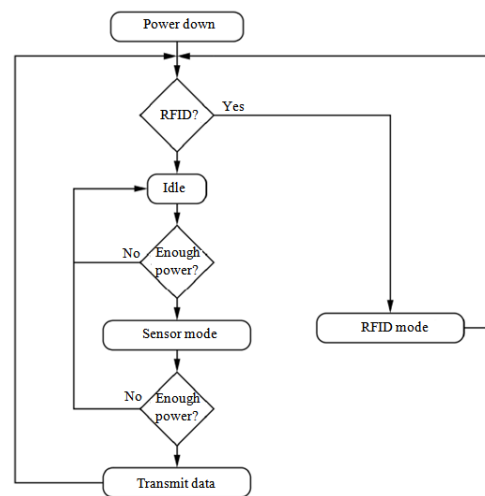 Power down
RFID?
Yes
Idle
No
Enough
power?
Sensor mode
RFID mode
No
Enough
power?
Transmit data